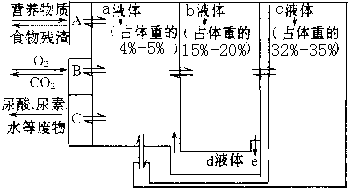 营养物质
食物残渣
A
O₂
CO₂
B
尿酸.尿素
水等废物
C
a液体
(占体重的
4%-5%)
b液体
(占体重的
15%-20%)
c液体
(占体重的
32%-35%)
d液体
e